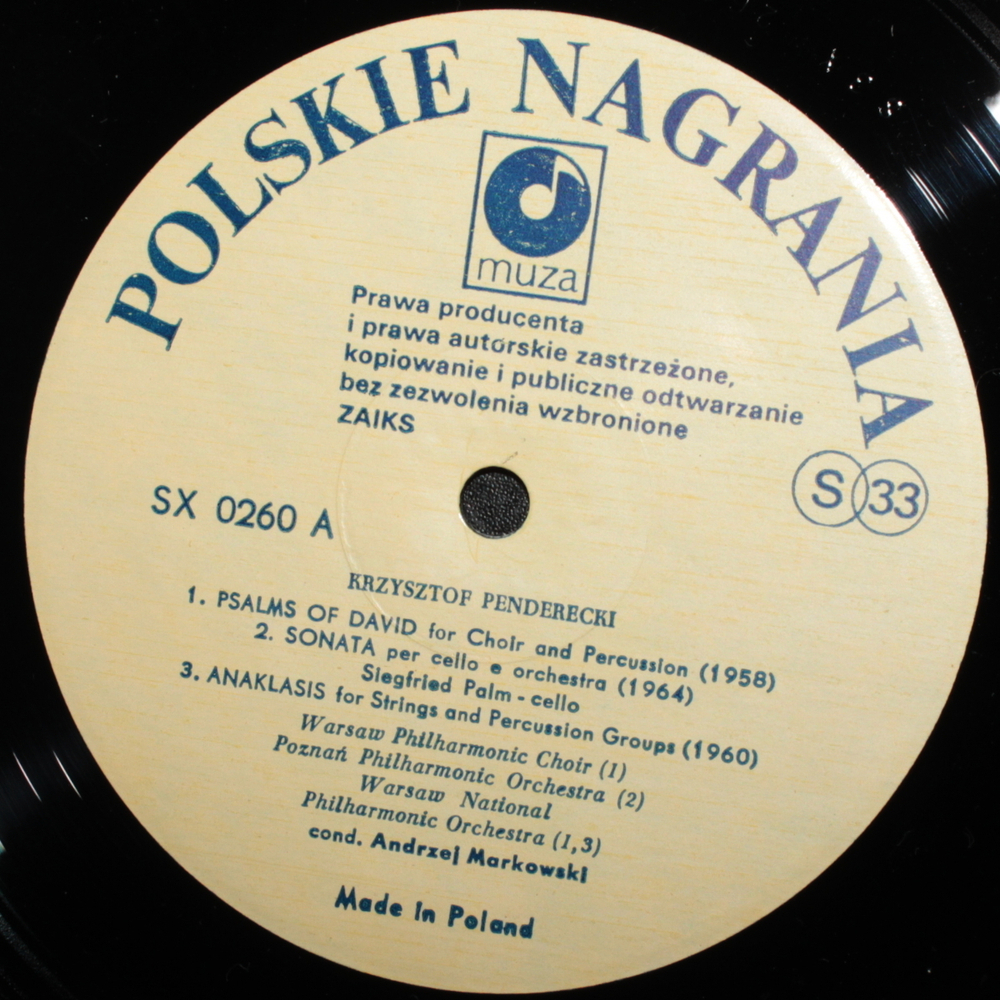 POLSKIE NAGRANIA
muza
Prawa producenta
i prawa autorskie zastrzeżone,
kopiowanie i publiczne odtwarzanie
bez zezwolenia wzbronione
ZAIKS
S 33
SX 0260 A
KRZYSZTOF PENDERECKI
1. PSALMS OF DAVID for Choir and Percussion (1958)
2. SONATA per cello e orchestra (1964)
Siegfried Palm - cello
3. ANAKLASIS for Strings and Percussion Groups (1960)
Warsaw Philharmonic Choir (1)
Poznań Philharmonic Orchestra (2)
Warsaw National
Philharmonic Orchestra (1,3)
cond. Andrzej Markowski
Made in Poland